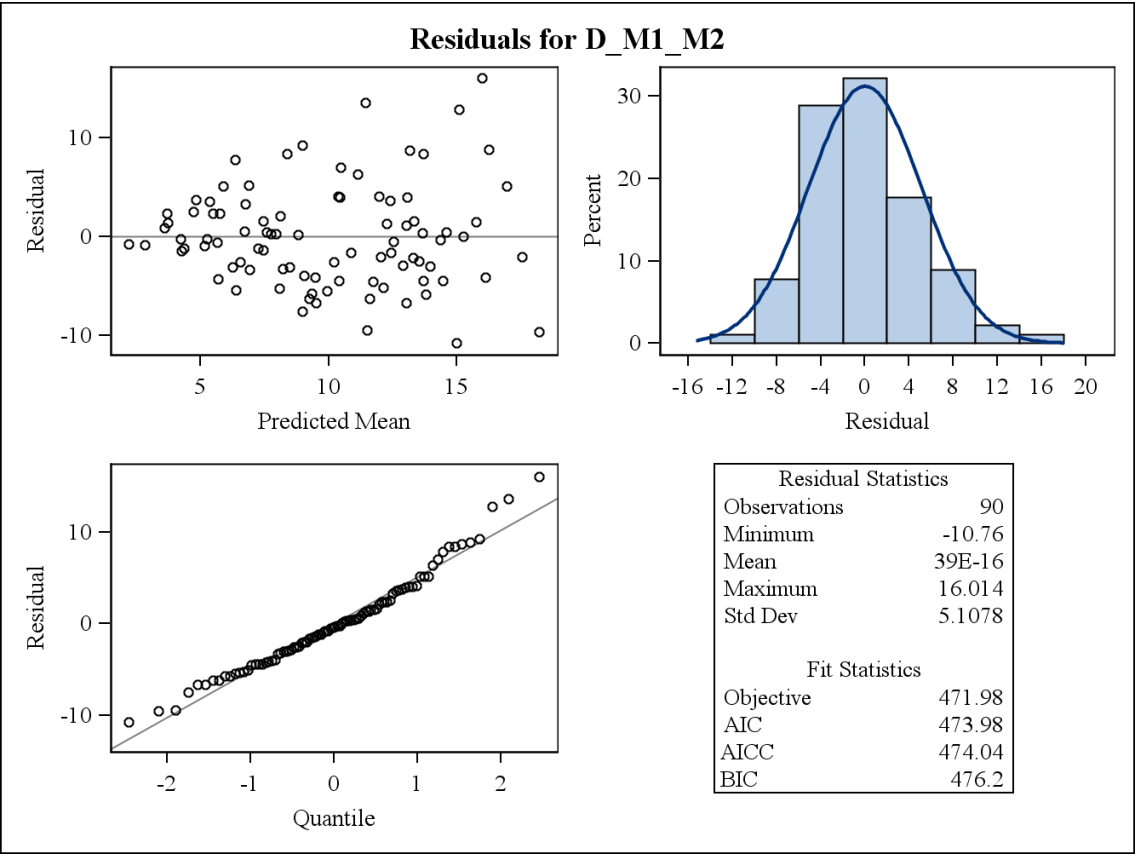 Residuals for D_M1_M2
10
0
-10
Residual
5 10 15
Predicted Mean
30
20
10
0
Percent
-16 -12 -8 -4 0 4 8 12 16 20
Residual
10
0
-10
Residual
-2 -1 0 1 2
Quantile
Residual Statistics
Observations 90
Minimum -10.76
Mean 39E-16
Maximum 16.014
Std Dev 5.1078
Fit Statistics
Objective 471.98
AIC 473.98
AICC 474.04
BIC 476.2